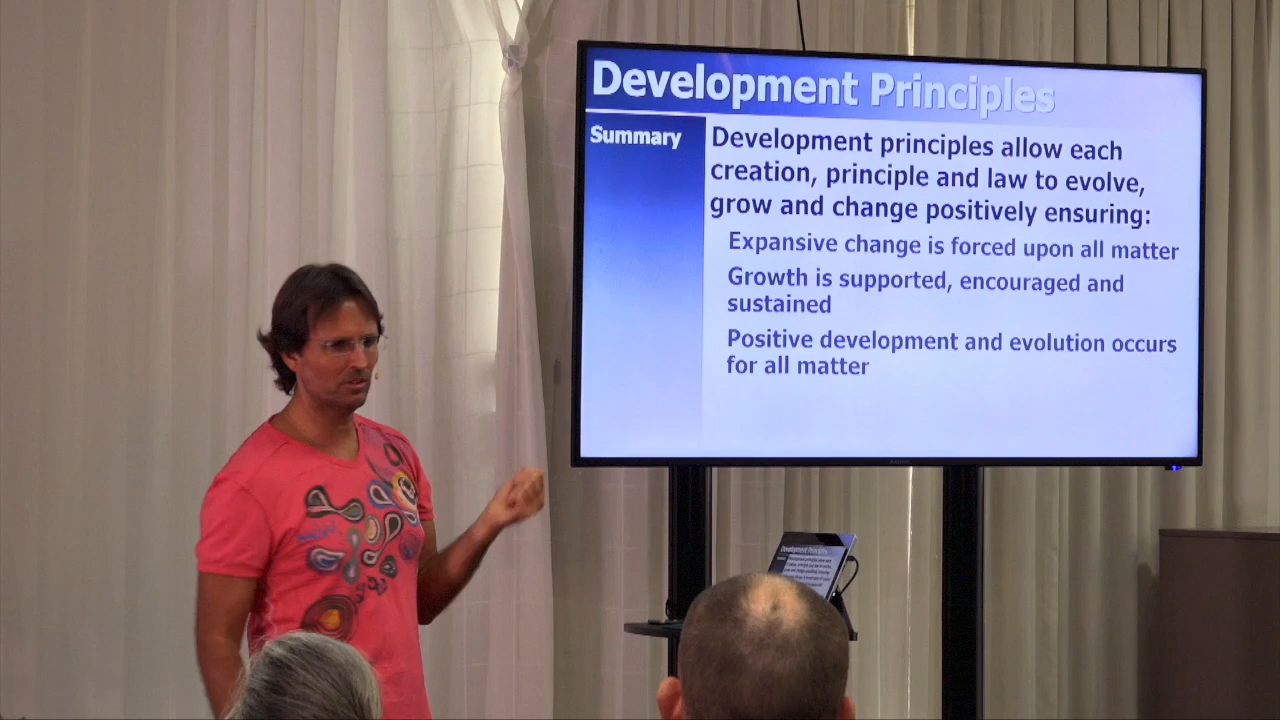 Development Principles
Summary
Development principles allow each
creation, principle and law to evolve,
grow and change positively ensuring:
Expansive change is forced upon all matter
Growth is supported, encouraged and
sustained
Positive development and evolution occurs
for all matter
Development Principles